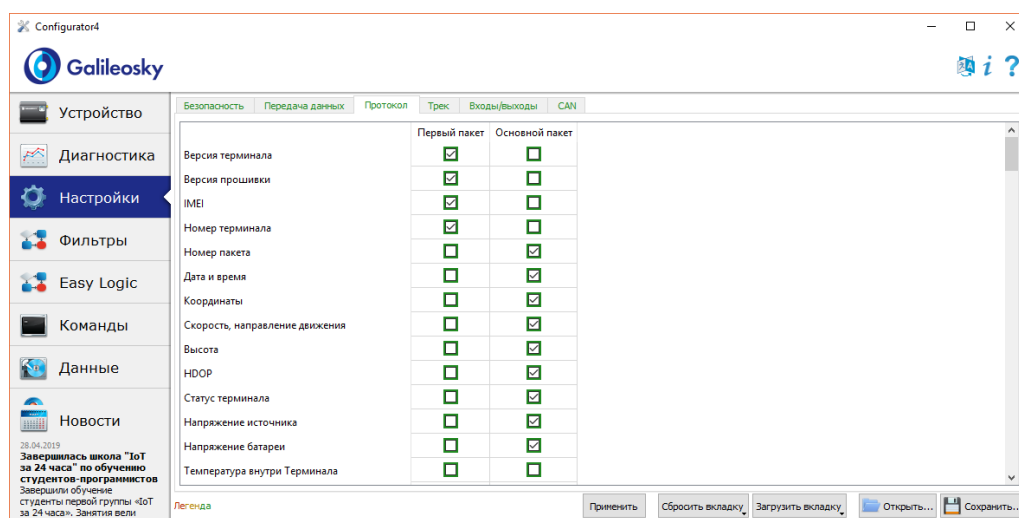 Configurator4
Galileosky
Устройство
Диагностика
Настройки
Фильтры
Easy Logic
Команды
Данные
Новости
28.04.2019
Завершилась школа "IoT
за 24 часа" по обучению
студентов-программистов
Завершили обучение
студенты первой группы «IoT
за 24 часа». Занятия вели
Безопасность Передача данных Протокол Трек Входы/выходы CAN
Первый пакет Основной пакет
Версия терминала
Версия прошивки
IMEI
Номер терминала
Номер пакета
Дата и время
Координаты
Скорость, направление движения
Высота
HDOP
Статус терминала
Напряжение источника
Напряжение батареи
Температура внутри Терминала
Легенда Применить Сбросить вкладку Загрузить вкладку Открыть... Сохранить...